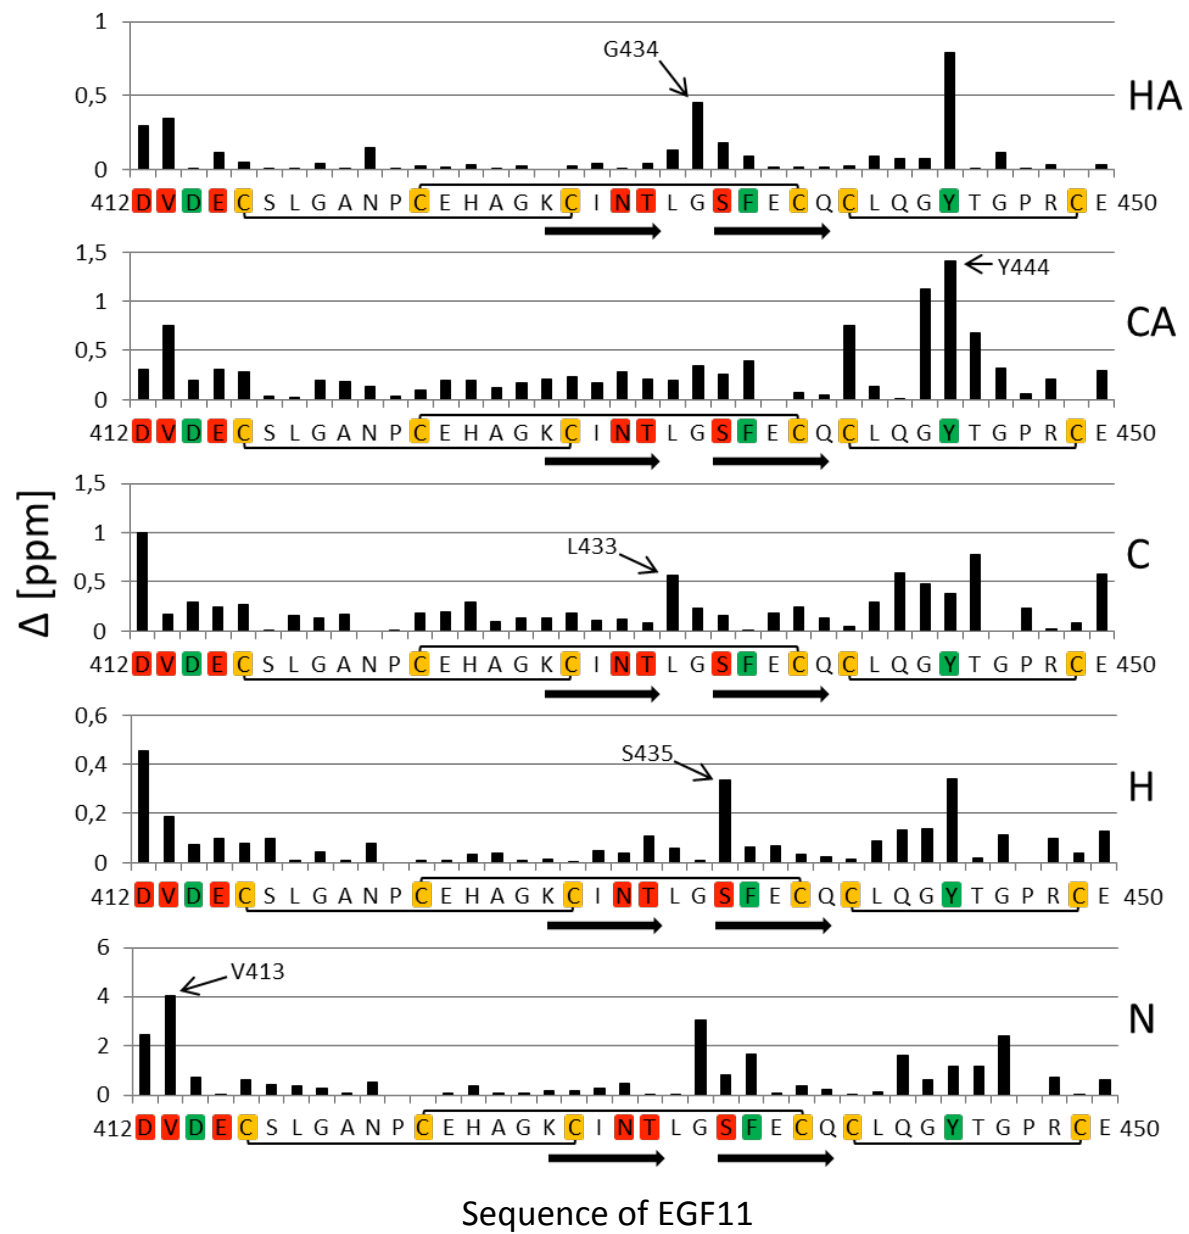 1
G434
HA
0,5
0
412 D V D E C S L G A N P C E H A G K C I N T L G S F E C Q C L Q G Y T G P R C E 450
1,5
Y444
1
CA
0,5
0
412 D V D E C S L G A N P C E H A G K C I N T L G S F E C Q C L Q G Y T G P R C E 450
1,5
1
L433
C
0,5
0
412 D V D E C S L G A N P C E H A G K C I N T L G S F E C Q C L Q G Y T G P R C E 450
Δ [ppm]
0,6
S435
0,4
H
0,2
0
412 D V D E C S L G A N P C E H A G K C I N T L G S F E C Q C L Q G Y T G P R C E 450
6
V413
4
N
2
0
412 D V D E C S L G A N P C E H A G K C I N T L G S F E C Q C L Q G Y T G P R C E 450
Sequence of EGF11